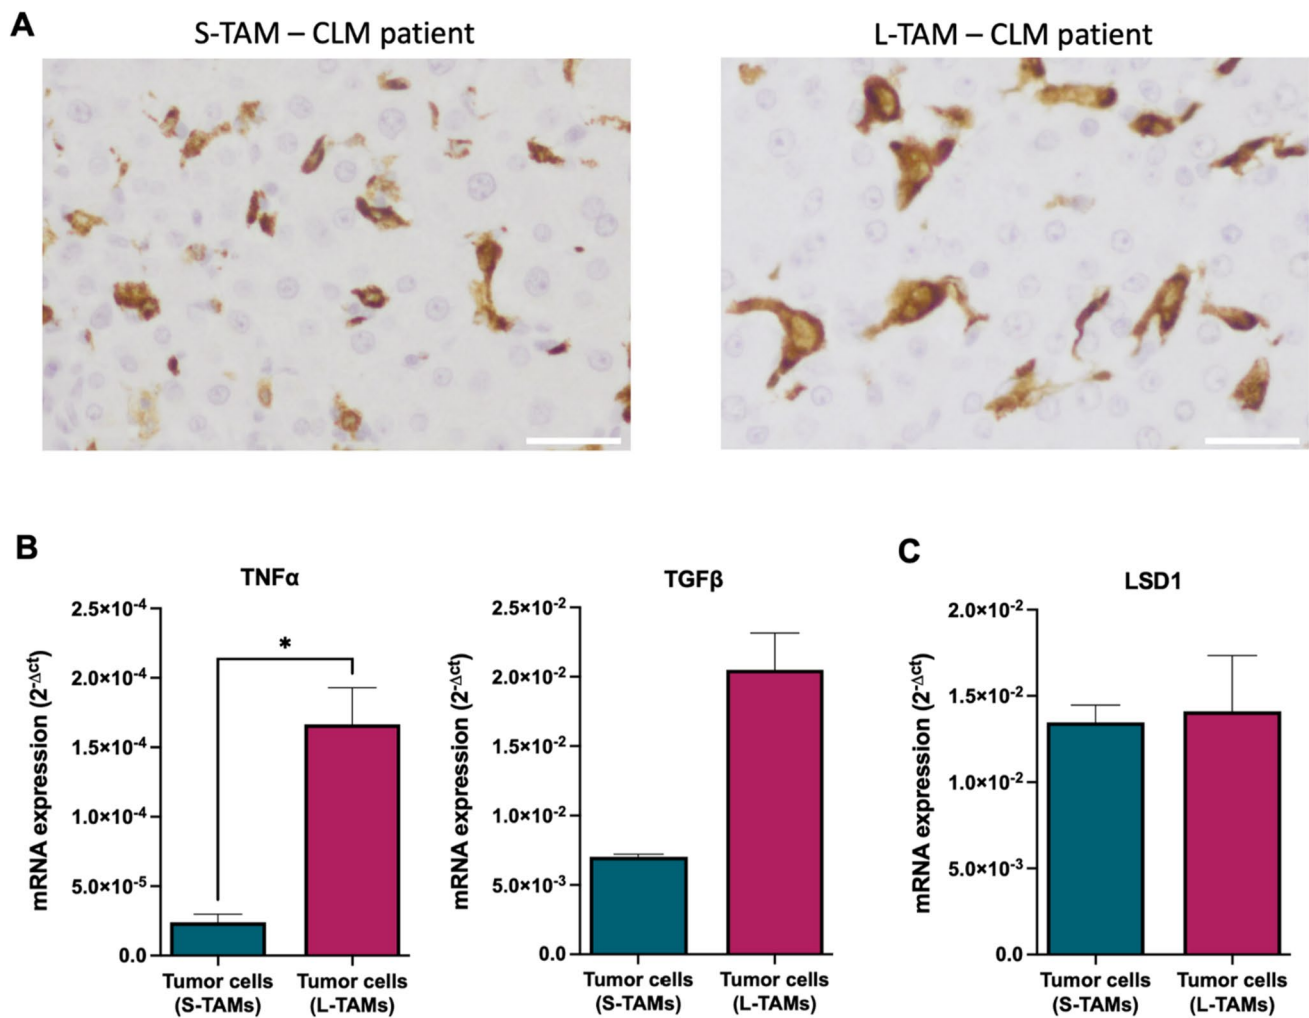 A
S-TAM – CLM patient
L-TAM – CLM patient
B
TNFα
mRNA expression (2^-Δct)
2.5×10^-4
2.0×10^-4
1.5×10^-4
1.0×10^-4
5.0×10^-5
0.0
*
Tumor cells
(S-TAMs)
Tumor cells
(L-TAMs)
TGFβ
mRNA expression (2^-Δct)
2.5×10^-2
2.0×10^-2
1.5×10^-2
1.0×10^-2
5.0×10^-3
0.0
Tumor cells
(S-TAMs)
Tumor cells
(L-TAMs)
C
LSD1
mRNA expression (2^-Δct)
2.0×10^-2
1.5×10^-2
1.0×10^-2
5.0×10^-3
0.0
Tumor cells
(S-TAMs)
Tumor cells
(L-TAMs)